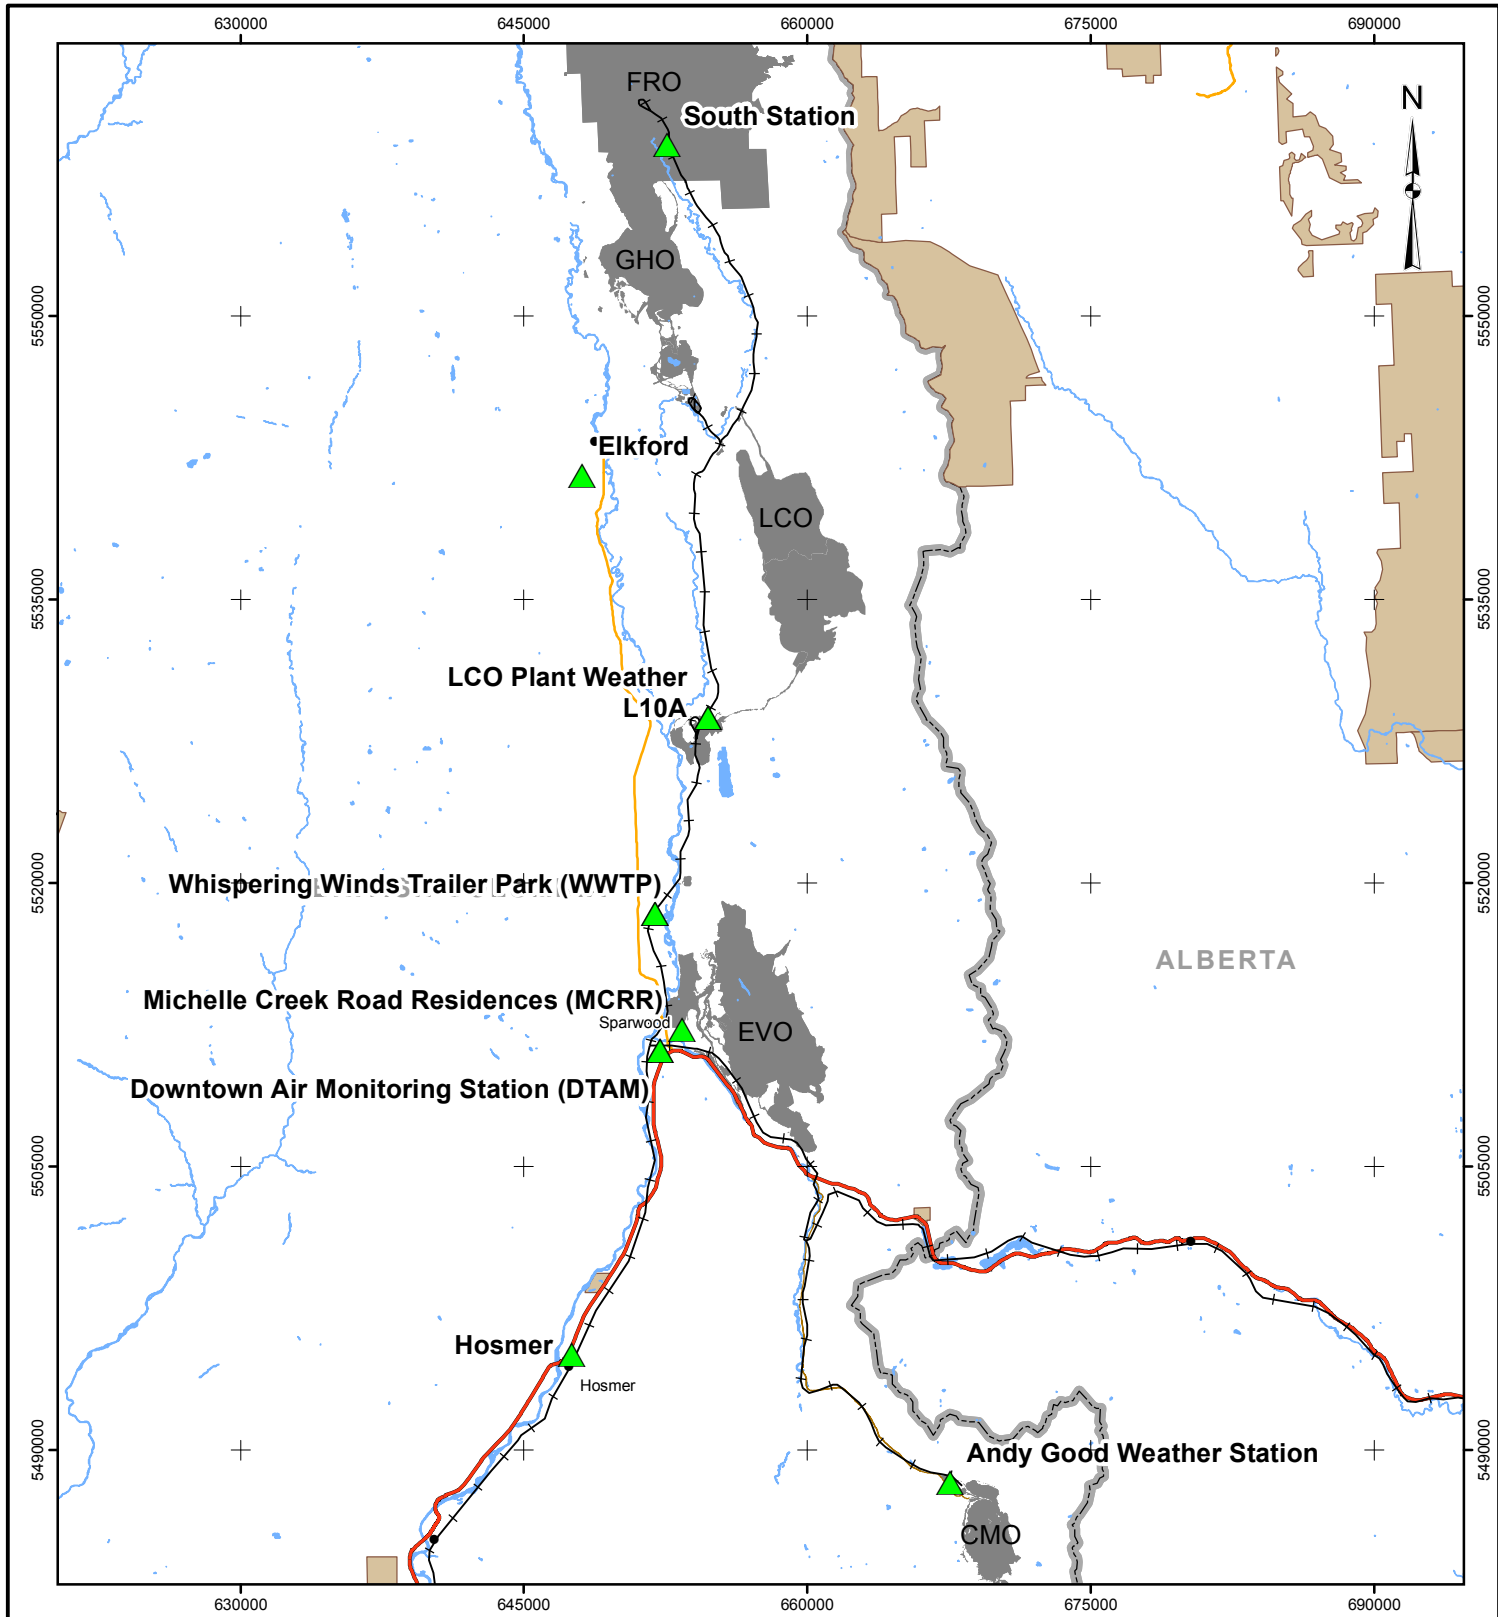 630000
645000
660000
675000
690000
FRO
South Station
N
GHO
5550000
5550000
Elkford
LCO
5535000
5535000
LCO Plant Weather
L10A
Whispering Winds Trailer Park (WWTP)
5520000
5520000
ALBERTA
Michelle Creek Road Residences (MCRR)
Sparwood
EVO
Downtown Air Monitoring Station (DTAM)
5505000
5505000
Hosmer
Hosmer
Andy Good Weather Station
5490000
5490000
CMO
630000
645000
660000
675000
690000